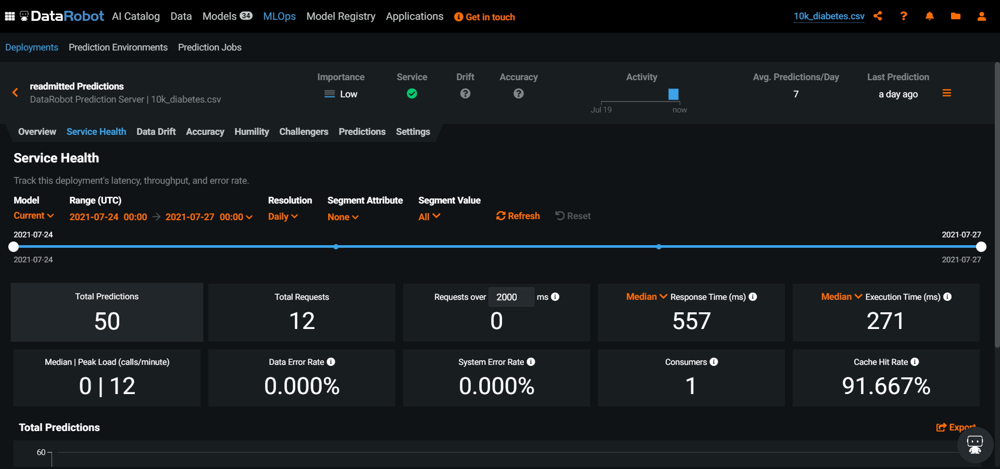 DataRobot AI Catalog Data Models 34 MLOps Model Registry Applications Get in touch 10k_diabetes.csv
Deployments Prediction Environments Prediction Jobs
Importance Service Drift Accuracy Activity Avg. Predictions/Day Last Prediction
readmitted Predictions
DataRobot Prediction Server | 10k_diabetes.csv
Low 7 a day ago
Jul 19 now
Overview Service Health Data Drift Accuracy Humility Challengers Predictions Settings
Service Health
Track this deployment's latency, throughput, and error rate.
Model Range (UTC) Resolution Segment Attribute Segment Value
Current 2021-07-24 00:00 → 2021-07-27 00:00 Daily None All Refresh Reset
2021-07-24 2021-07-27
2021-07-24 2021-07-27
Total Predictions Total Requests Requests over 2000 ms Median Response Time (ms) Median Execution Time (ms)
50 12 0 557 271
Median | Peak Load (calls/minute) Data Error Rate System Error Rate Consumers Cache Hit Rate
0 | 12 0.000% 0.000% 1 91.667%
Total Predictions Export
60